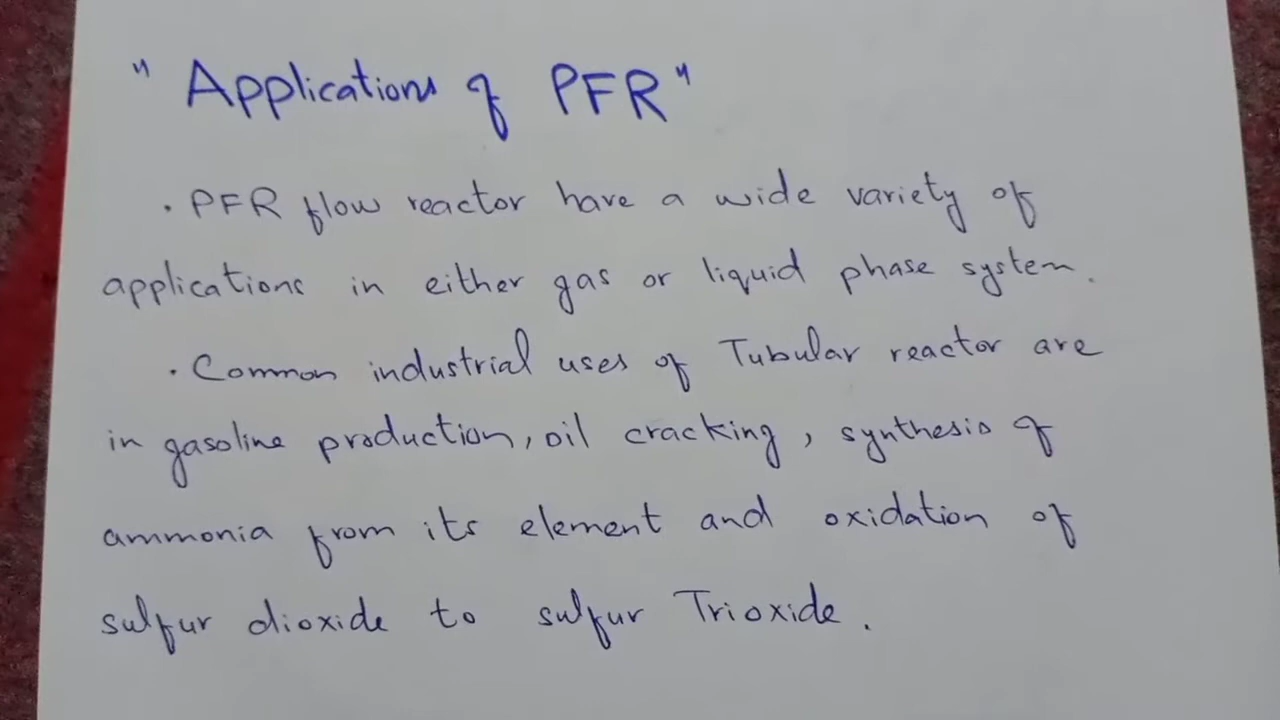 "Applications of PFR"
. PFR flow reactor have a wide variety of
applications in either gas or liquid phase system.
. Common industrial uses of Tubular reactor are
in gasoline production, oil cracking, synthesis of
ammonia from its element and oxidation of
sulfur dioxide to sulfur Trioxide.